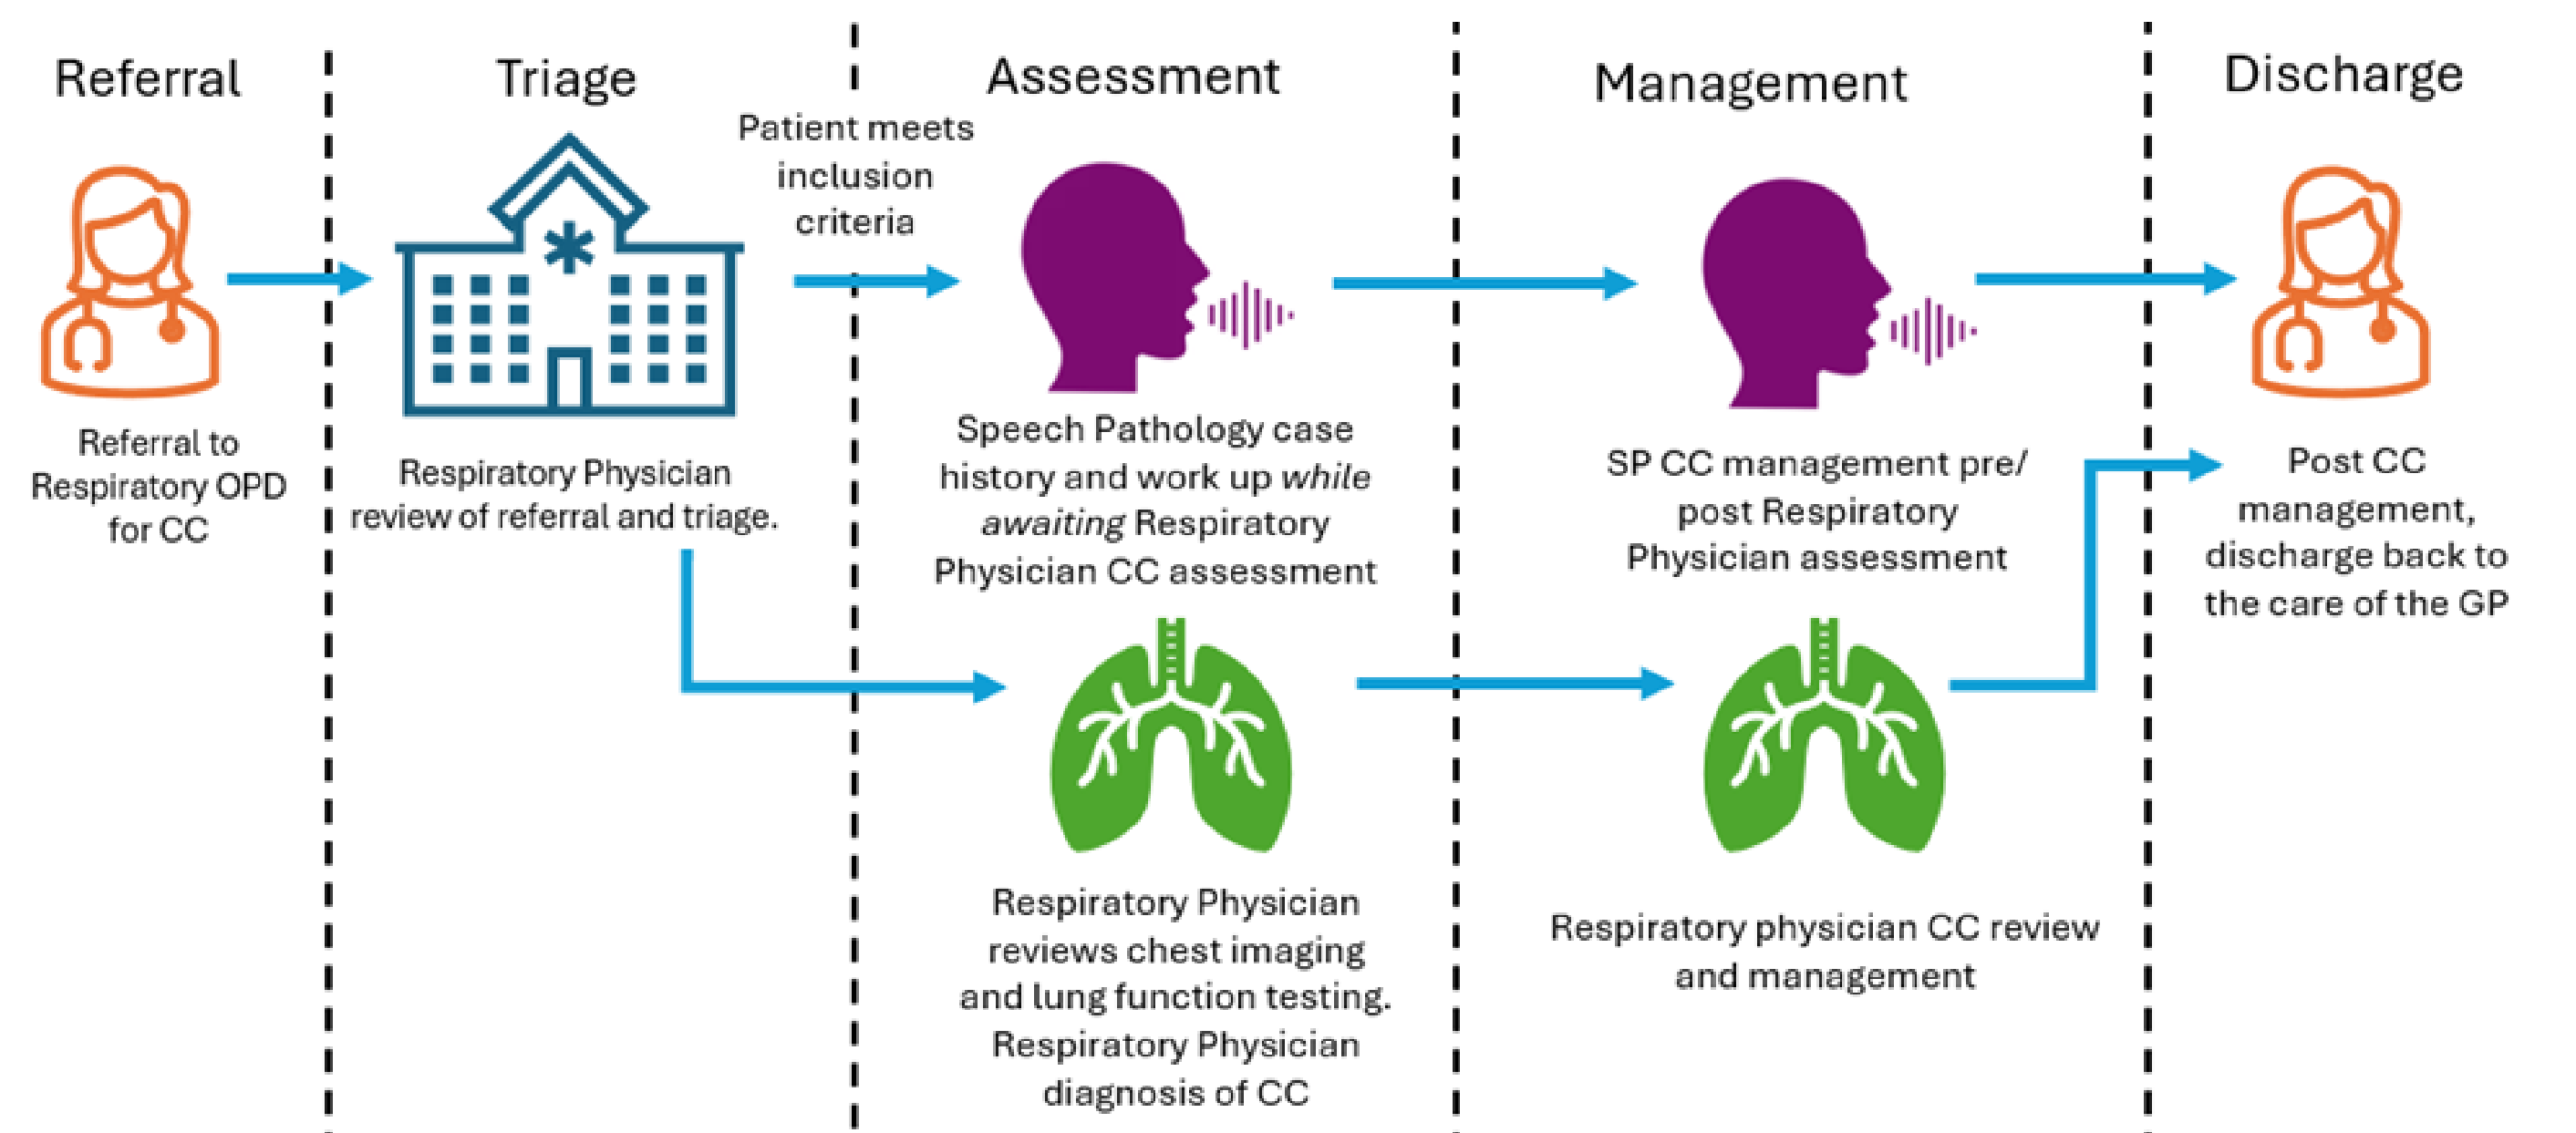 Referral
Referral to
Respiratory OPD
for CC
Triage
Respiratory Physician
review of referral and triage.
Patient meets
inclusion
criteria
Assessment
Speech Pathology case
history and work up while
awaiting Respiratory
Physician CC assessment
Respiratory Physician
reviews chest imaging
and lung function testing.
Respiratory Physician
diagnosis of CC
Management
SP CC management pre/
post Respiratory
Physician assessment
Respiratory physician CC review
and management
Discharge
Post CC
management,
discharge back to
the care of the GP